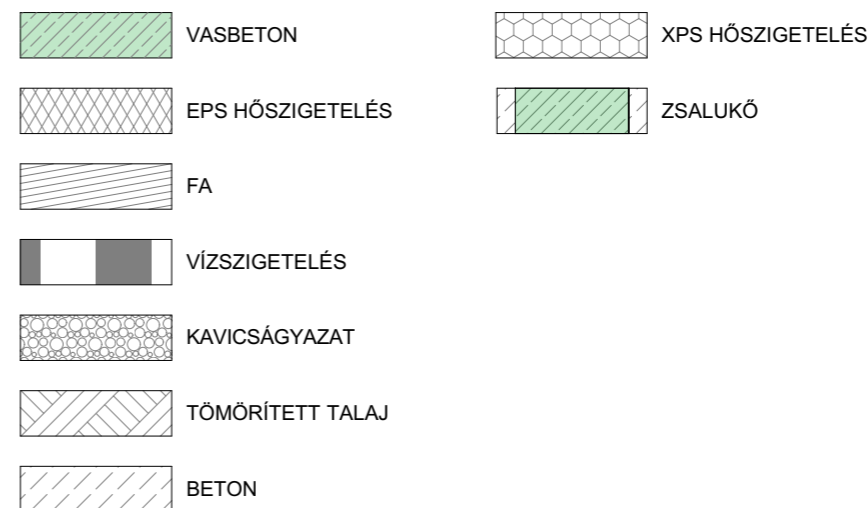 VASBETON
EPS HŐSZIGETELÉS
FA
VÍZSZIGETELÉS
KAVICSÁGYAZAT
TÖMÖRÍTETT TALAJ
BETON
XPS HŐSZIGETELÉS
ZSALUKŐ